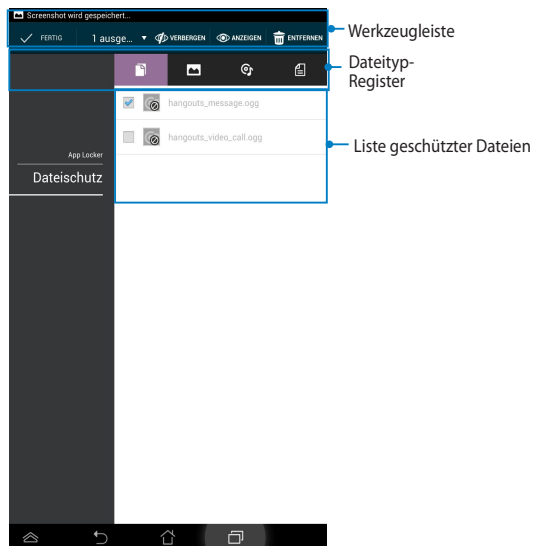 Screenshot wird gespeichert...
FERTIG 1 ausge... VERBERGEN ANZEIGEN ENTFERNEN
Werkzeugleiste
Dateityp-
Register
hangouts_message.ogg
hangouts_video_call.ogg
Liste geschützter Dateien
App Locker
Dateischutz